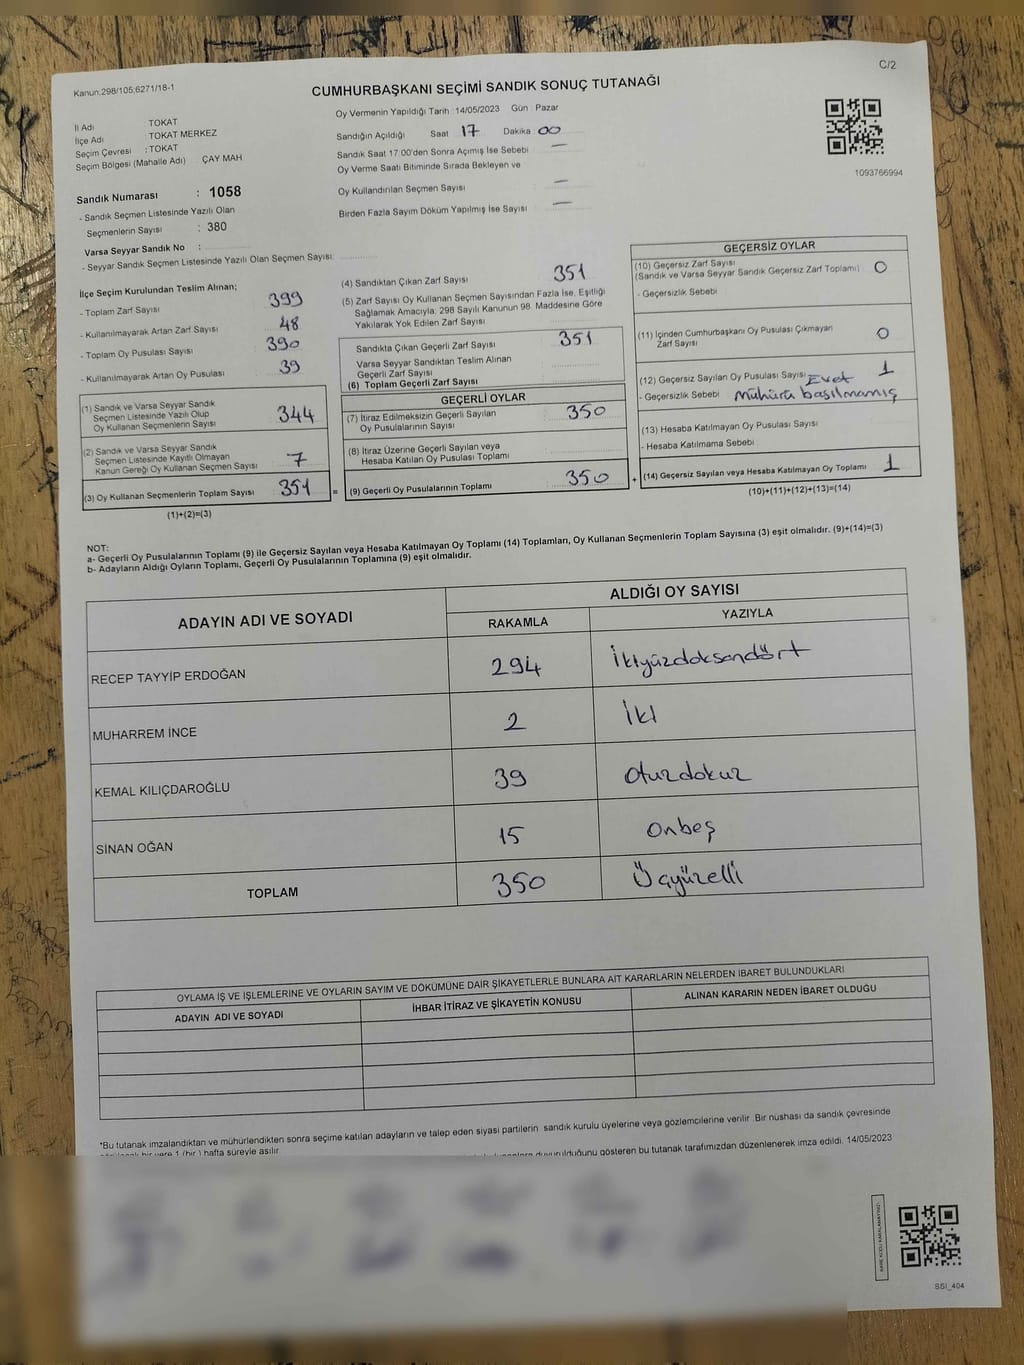 C/2
Kanun:298/105;6271/18-1
CUMHURBAŞKANI SEÇİMİ SANDIK SONUÇ TUTANAĞI
İl Adı TOKAT
İlçe Adı TOKAT MERKEZ
Seçim Çevresi :TOKAT
Seçim Bölgesi (Mahalle Adı) ÇAY MAH
Sandık Numarası : 1058
- Sandık Seçmen Listesinde Yazılı Olan
Seçmenlerin Sayısı : 380
Varsa Seyyar Sandık No :
- Seyyar Sandık Seçmen Listesinde Yazılı Olan Seçmen Sayısı:
Oy Vermenin Yapıldığı Tarih 14/05/2023 Gün Pazar
Sandığın Açıldığı Saat 17 Dakika 00
Sandık Saat 17:00'den Sonra Açımış İse Sebebi —
Oy Verme Saati Bitiminde Sırada Bekleyen ve
Oy Kullandırılan Seçmen Sayısı —
Birden Fazla Sayım Döküm Yapılmış İse Sayısı —
1093766994
İlçe Seçim Kurulundan Teslim Alınan;
- Toplam Zarf Sayısı 399
- Kullanılmayarak Artan Zarf Sayısı 48
- Toplam Oy Pusulası Sayısı 390
- Kullanılmayarak Artan Oy Pusulası 39
(1) Sandık ve Varsa Seyyar Sandık
Seçmen Listesinde Yazılı Olup
Oy Kullanan Seçmenlerin Sayısı 344
(2) Sandık ve Varsa Seyyar Sandık
Seçmen Listesinde Kayıtlı Olmayan
Kanun Gereği Oy Kullanan Seçmen Sayısı 7
(3) Oy Kullanan Seçmenlerin Toplam Sayısı 351
(1)+(2)=(3)
(4) Sandıktan Çıkan Zarf Sayısı 351
(5) Zarf Sayısı Oy Kullanan Seçmen Sayısından Fazla İse, Eşitliği
Sağlamak Amacıyla; 298 Sayılı Kanunun 98. Maddesine Göre
Yakılarak Yok Edilen Zarf Sayısı
Sandıkta Çıkan Geçerli Zarf Sayısı 351
Varsa Seyyar Sandıktan Teslim Alınan
Geçerli Zarf Sayısı
(6) Toplam Geçerli Zarf Sayısı
GEÇERLİ OYLAR
(7) İtiraz Edilmeksizin Geçerli Sayılan
Oy Pusulalarının Sayısı 350
(8) İtiraz Üzerine Geçerli Sayılan veya
Hesaba Katılan Oy Pusulası Toplamı
= (9) Geçerli Oy Pusulalarının Toplamı 350
GEÇERSİZ OYLAR
(10) Geçersiz Zarf Sayısı
(Sandık ve Varsa Seyyar Sandık Geçersiz Zarf Toplamı) 0
- Geçersizlik Sebebi
(11) İçinden Cumhurbaşkanı Oy Pusulası Çıkmayan
Zarf Sayısı 0
(12) Geçersiz Sayılan Oy Pusulası Sayısı 1
- Geçersizlik Sebebi Evet mührü basılmamış
(13) Hesaba Katılmayan Oy Pusulası Sayısı
- Hesaba Katılmama Sebebi
+ (14) Geçersiz Sayılan veya Hesaba Katılmayan Oy Toplamı 1
(10)+(11)+(12)+(13)=(14)
NOT:
a- Geçerli Oy Pusulalarının Toplamı (9) ile Geçersiz Sayılan veya Hesaba Katılmayan Oy Toplamı (14) Toplamları, Oy Kullanan Seçmenlerin Toplam Sayısına (3) eşit olmalıdır. (9)+(14)=(3)
b- Adayların Aldığı Oyların Toplamı, Geçerli Oy Pusulalarının Toplamına (9) eşit olmalıdır.
ADAYIN ADI VE SOYADI ALDIĞI OY SAYISI
RAKAMLA YAZIYLA
RECEP TAYYİP ERDOĞAN 294 İkiyüzdoksandört
MUHARREM İNCE 2 İki
KEMAL KILIÇDAROĞLU 39 Otuzdokuz
SİNAN OĞAN 15 Onbeş
TOPLAM 350 Üçyüzelli
OYLAMA İŞ VE İŞLEMLERİNE VE OYLARIN SAYIM VE DÖKÜMÜNE DAİR ŞİKAYETLERLE BUNLARA AİT KARARLARIN NELERDEN İBARET BULUNDUKLARI
ADAYIN ADI VE SOYADI İHBAR İTİRAZ VE ŞİKAYETİN KONUSU ALINAN KARARIN NEDEN İBARET OLDUĞU
*Bu tutanak imzalandıktan ve mühürlendikten sonra seçime katılan adayların ve talep eden siyasi partilerin sandık kurulu üyelerine veya gözlemcilerine verilir. Bir nüshası da sandık çevresinde
bir yere 1 (bir) hafta süreyle asılır. duyurulduğunu gösteren bu tutanak tarafımızdan düzenlenerek imza edildi. 14/05/2023
SSİ_404